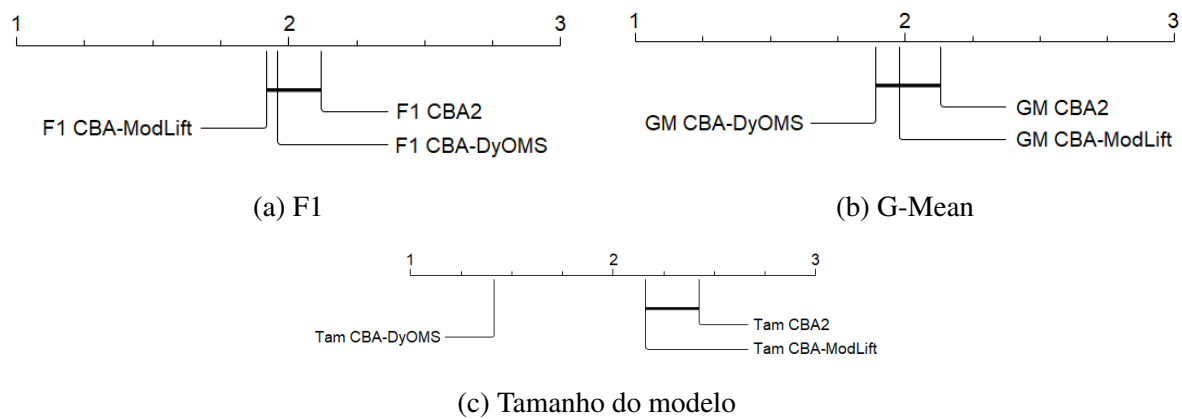 1 2 3
F1 CBA2
F1 CBA-ModLift
F1 CBA-DyOMS
(a) F1
1 2 3
GM CBA2
GM CBA-DyOMS
GM CBA-ModLift
(b) G-Mean
1 2 3
Tam CBA2
Tam CBA-DyOMS
Tam CBA-ModLift
(c) Tamanho do modelo